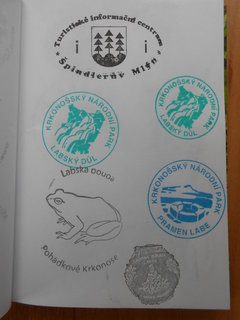 Turistické informační centrum
i i
Špindlerův Mlýn
KRKONOŠSKÝ NÁRODNÍ PARK
LABSKÝ DŮL
KRKONOŠSKÝ NÁRODNÍ PARK
LABSKÝ DŮL
Labská bouda
KRKONOŠSKÝ NÁRODNÍ PARK
PRAMEN LABE
Pohádkové Krkonoše